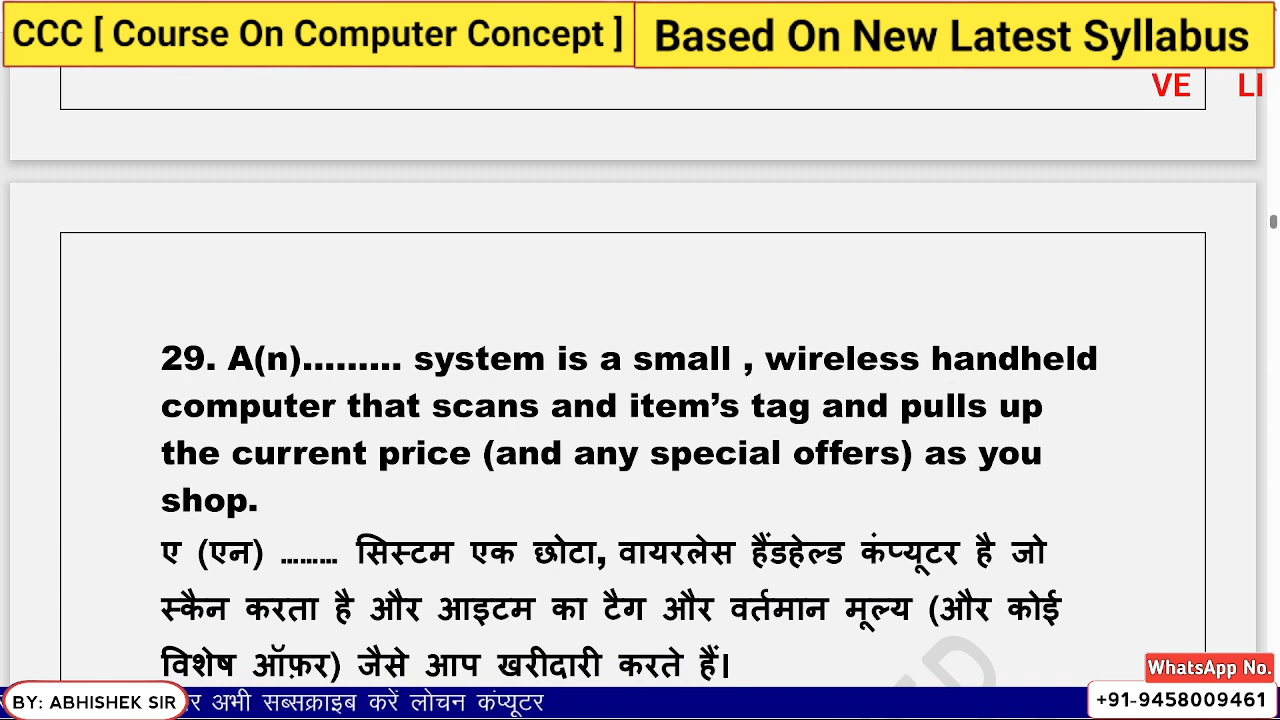 CCC [ Course On Computer Concept ]
Based On New Latest Syllabus
VE LI
29. A(n)......... system is a small , wireless handheld
computer that scans and item’s tag and pulls up
the current price (and any special offers) as you
shop.
ए (एन) ……… सिस्टम एक छोटा, वायरलेस हैंडहेल्ड कंप्यूटर है जो
स्कैन करता है और आइटम का टैग और वर्तमान मूल्य (और कोई
विशेष ऑफ़र) जैसे आप खरीदारी करते हैं।
WhatsApp No.
BY: ABHISHEK SIR
अभी सब्सक्राइब करें लोचन कंप्यूटर
+91-9458009461